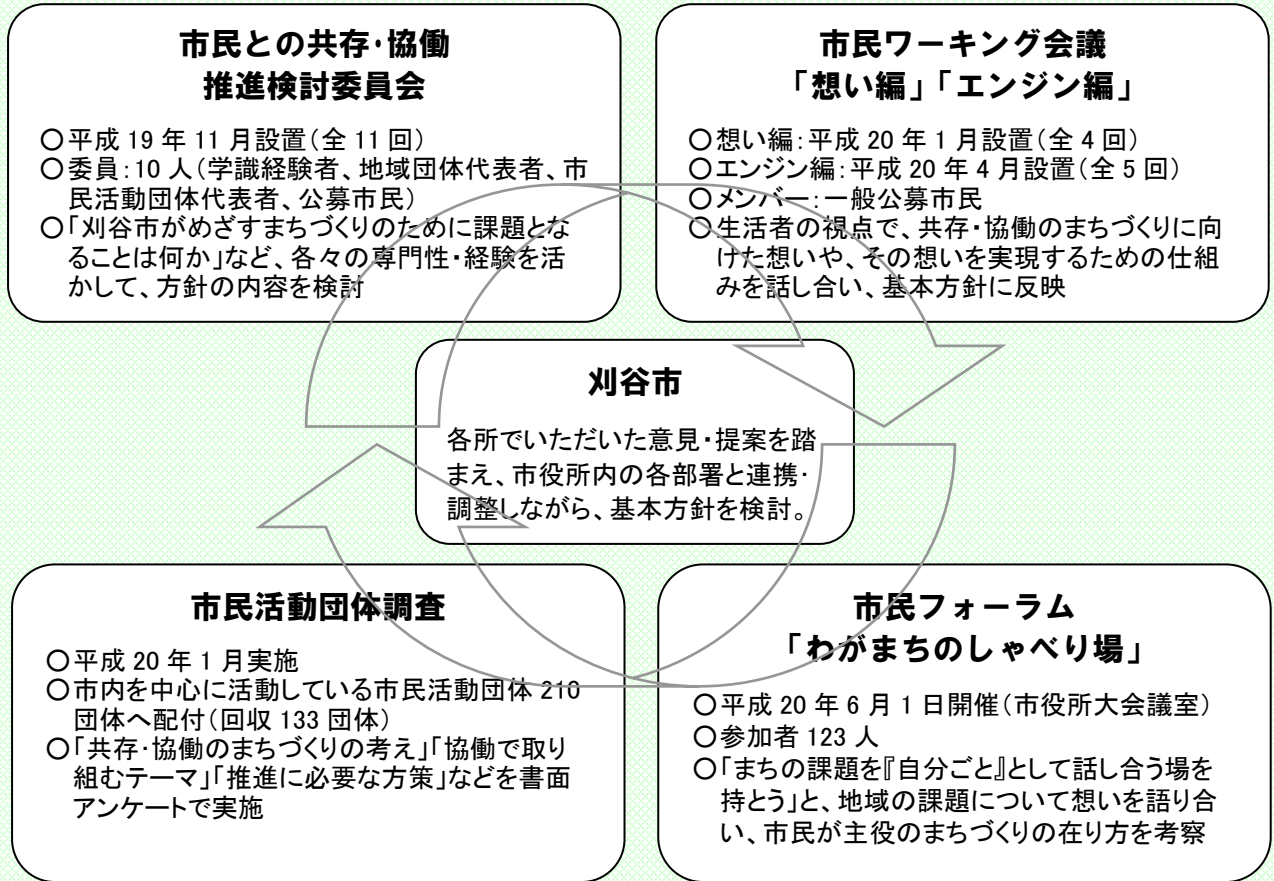 市民との共存･協働
推進検討委員会
○平成 19 年 11 月設置（全 11 回）
○委員：10 人（学識経験者、地域団体代表者、市
民活動団体代表者、公募市民）
○「刈谷市がめざすまちづくりのために課題とな
ることは何か」など、各々の専門性・経験を活
かして、方針の内容を検討
市民ワーキング会議
「想い編」「エンジン編」
○想い編：平成 20 年 1 月設置（全 4 回）
○エンジン編：平成 20 年 4 月設置（全 5 回）
○メンバー：一般公募市民
○生活者の視点で、共存・協働のまちづくりに向
けた想いや、その想いを実現するための仕組
みを話し合い、基本方針に反映
刈谷市
各所でいただいた意見・提案を踏
まえ、市役所内の各部署と連携･
調整しながら、基本方針を検討。
市民活動団体調査
○平成 20 年 1 月実施
○市内を中心に活動している市民活動団体 210
団体へ配付（回収 133 団体）
○「共存･協働のまちづくりの考え」「協働で取り
組むテーマ」「推進に必要な方策」などを書面
アンケートで実施
市民フォーラム
「わがまちのしゃべり場」
○平成 20 年 6 月 1 日開催（市役所大会議室）
○参加者 123 人
○「まちの課題を『自分ごと』として話し合う場を
持とう」と、地域の課題について想いを語り合
い、市民が主役のまちづくりの在り方を考察